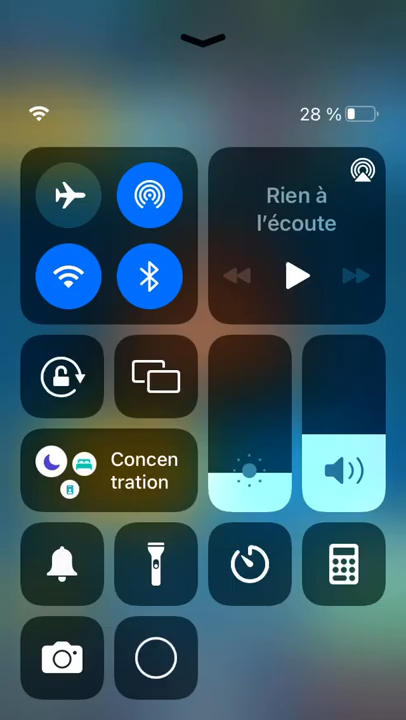 28 %
Rien à
l’écoute
Concen
tration